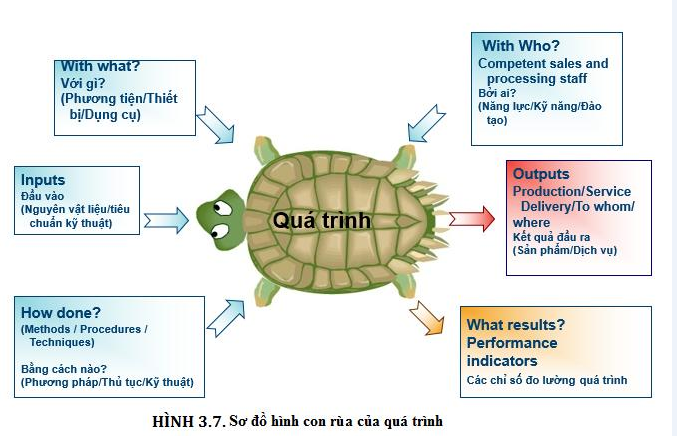 With what?
Với gì?
(Phương tiện/Thiết
bị/Dụng cụ)
With Who?
Competent sales and
processing staff
Bởi ai?
(Năng lực/Kỹ năng/Đào
tạo)
Inputs
Đầu vào
(Nguyên vật liệu/tiêu
chuẩn kỹ thuật)
Quá trình
Outputs
Production/Service
Delivery/To whom/
where
Kết quả đầu ra
(Sản phẩm/Dịch vụ)
How done?
(Methods / Procedures /
Techniques)
Bằng cách nào?
(Phương pháp/Thủ tục/Kỹ thuật)
What results?
Performance
indicators
Các chỉ số đo lường quá trình
HÌNH 3.7. Sơ đồ hình con rùa của quá trình